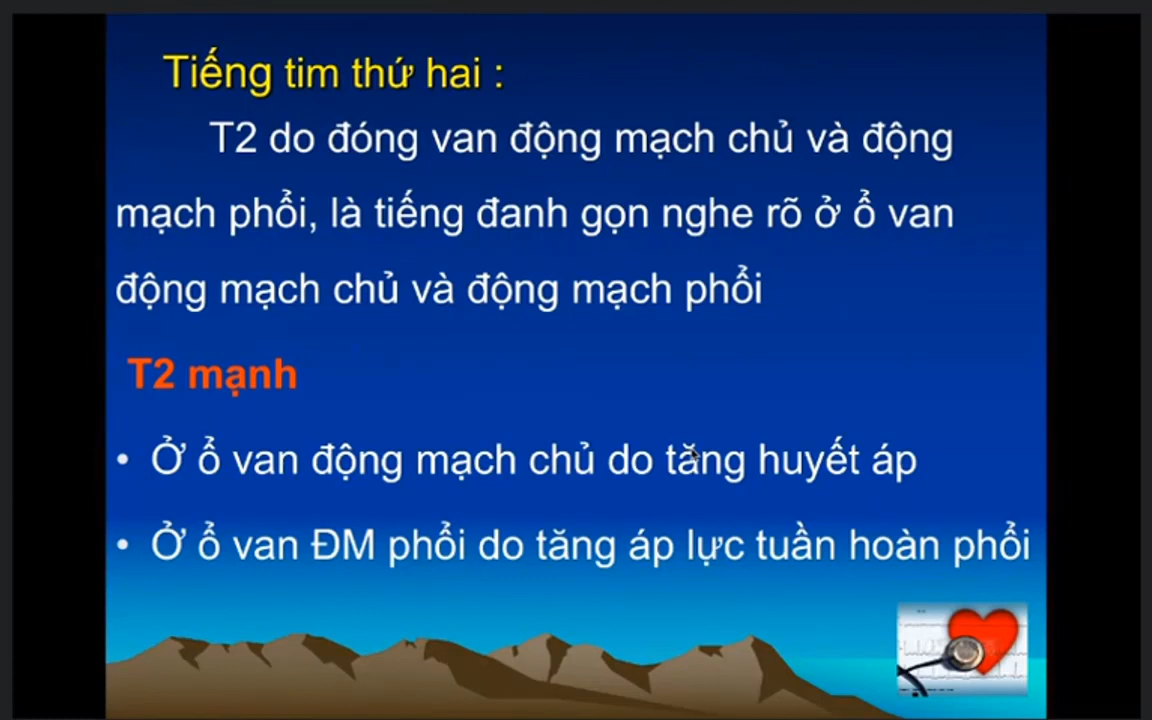 Tiếng tim thứ hai :
T2 do đóng van động mạch chủ và động
mạch phổi, là tiếng đanh gọn nghe rõ ở ổ van
động mạch chủ và động mạch phổi
T2 mạnh
• Ở ổ van động mạch chủ do tăng huyết áp
• Ở ổ van ĐM phổi do tăng áp lực tuần hoàn phổi